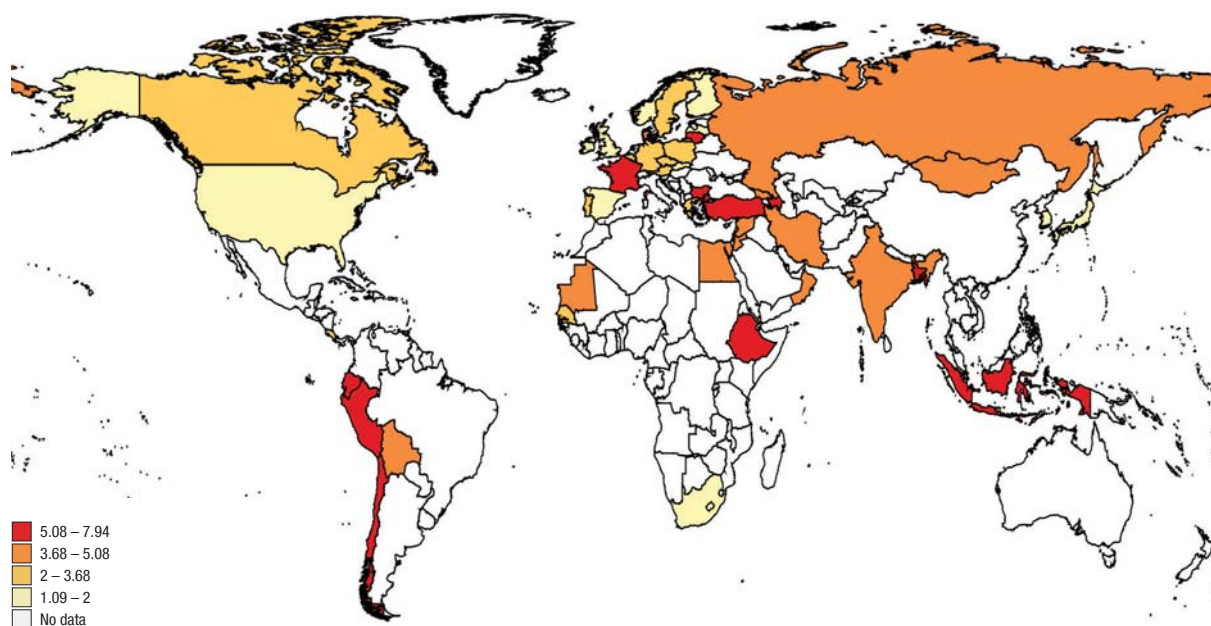 5.08 – 7.94
3.68 – 5.08
2 – 3.68
1.09 – 2
No data